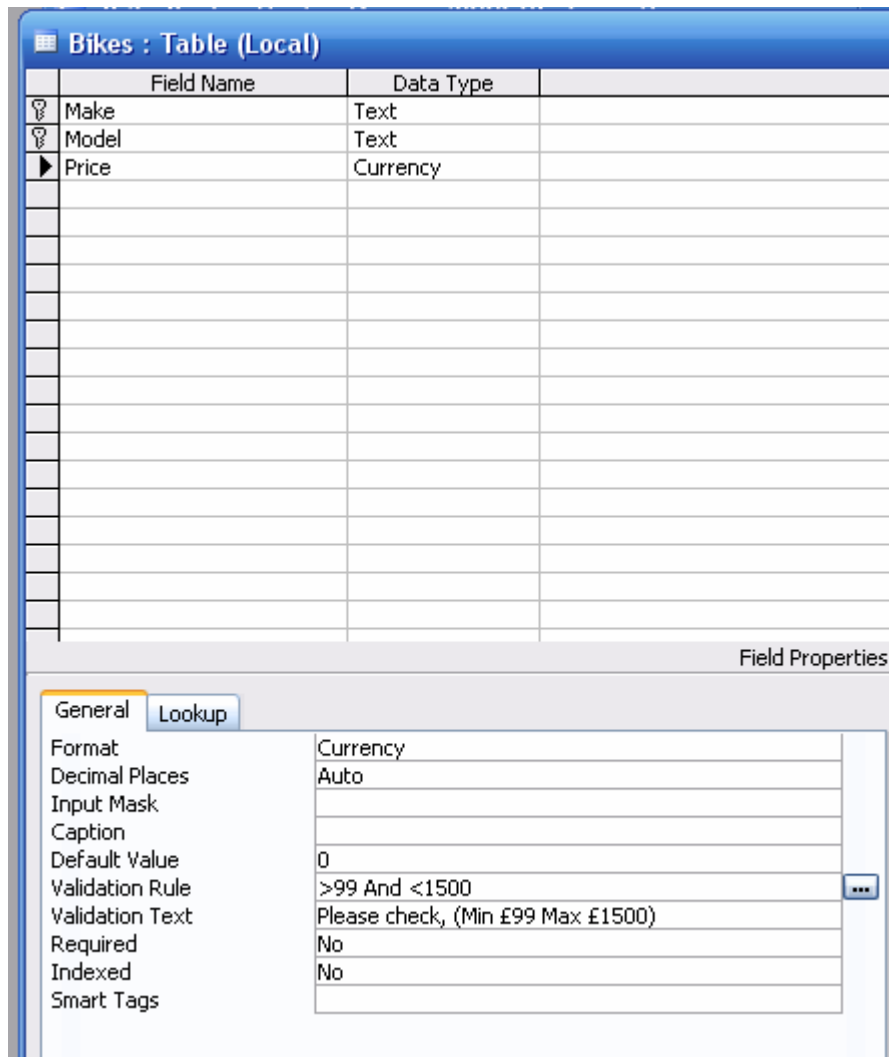 Bikes : Table (Local)
Field Name Data Type
Make Text
Model Text
Price Currency
Field Properties
General Lookup
Format Currency
Decimal Places Auto
Input Mask
Caption
Default Value 0
Validation Rule >99 And <1500 ...
Validation Text Please check, (Min £99 Max £1500)
Required No
Indexed No
Smart Tags